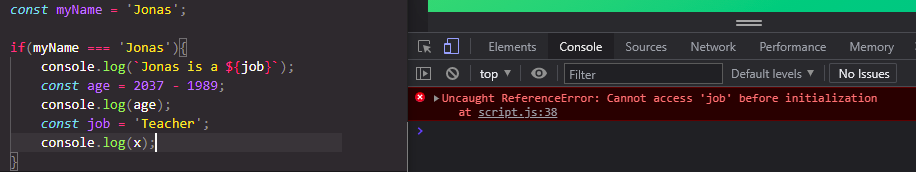 const myName = 'Jonas';
if(myName === 'Jonas'){
console.log(`Jonas is a ${job}`);
const age = 2037 - 1989;
console.log(age);
const job = 'Teacher';
console.log(x);
}
Elements Console Sources Network Performance Memory
top Filter Default levels No Issues
Uncaught ReferenceError: Cannot access 'job' before initialization
at script.js:38